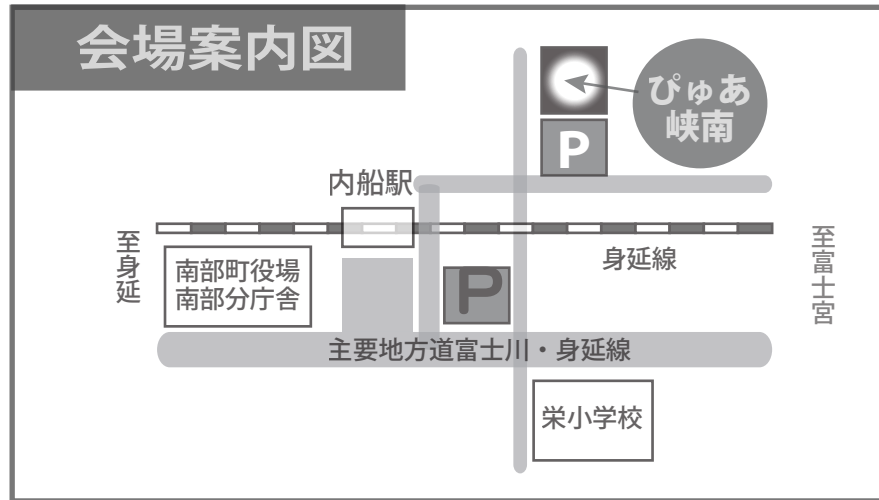 会場案内図
ぴゅあ
峡南
P
内船駅
至身延
身延線
至富士宮
南部町役場
南部分庁舎
P
主要地方道富士川・身延線
栄小学校